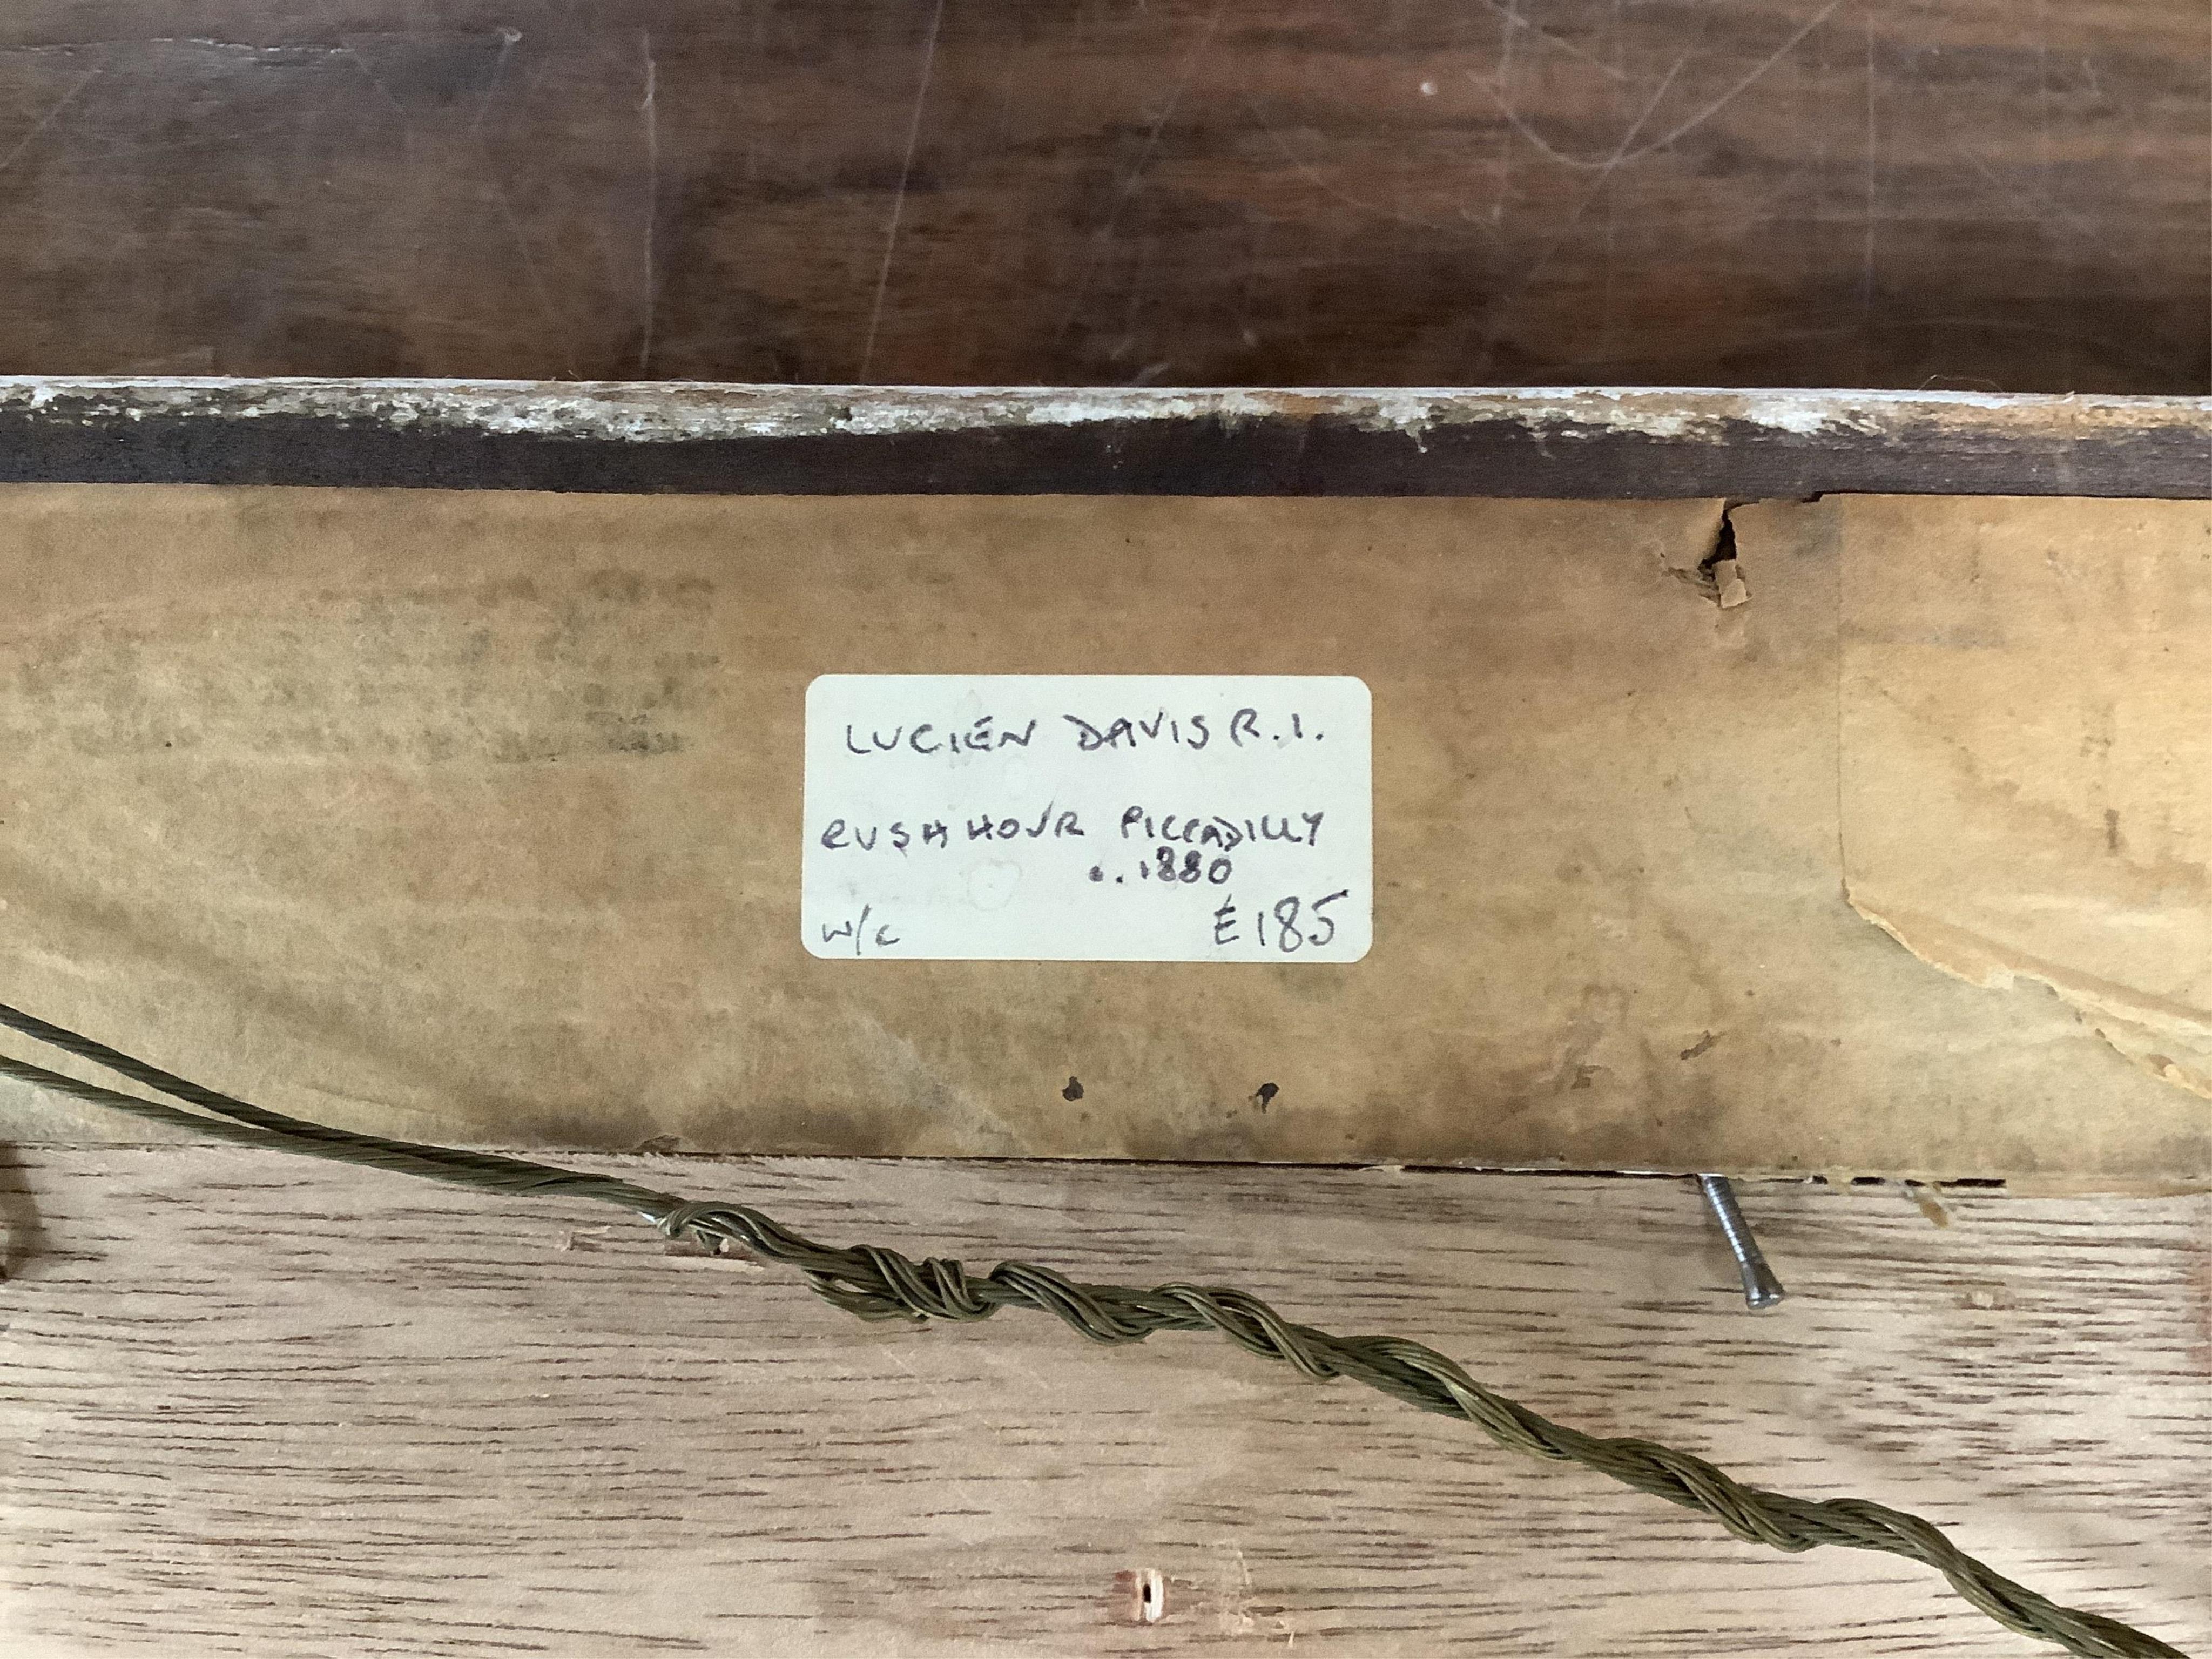 LUCIEN DAVIS R.I.
RUSH HOUR PICCADILLY
c. 1880
W/C £185